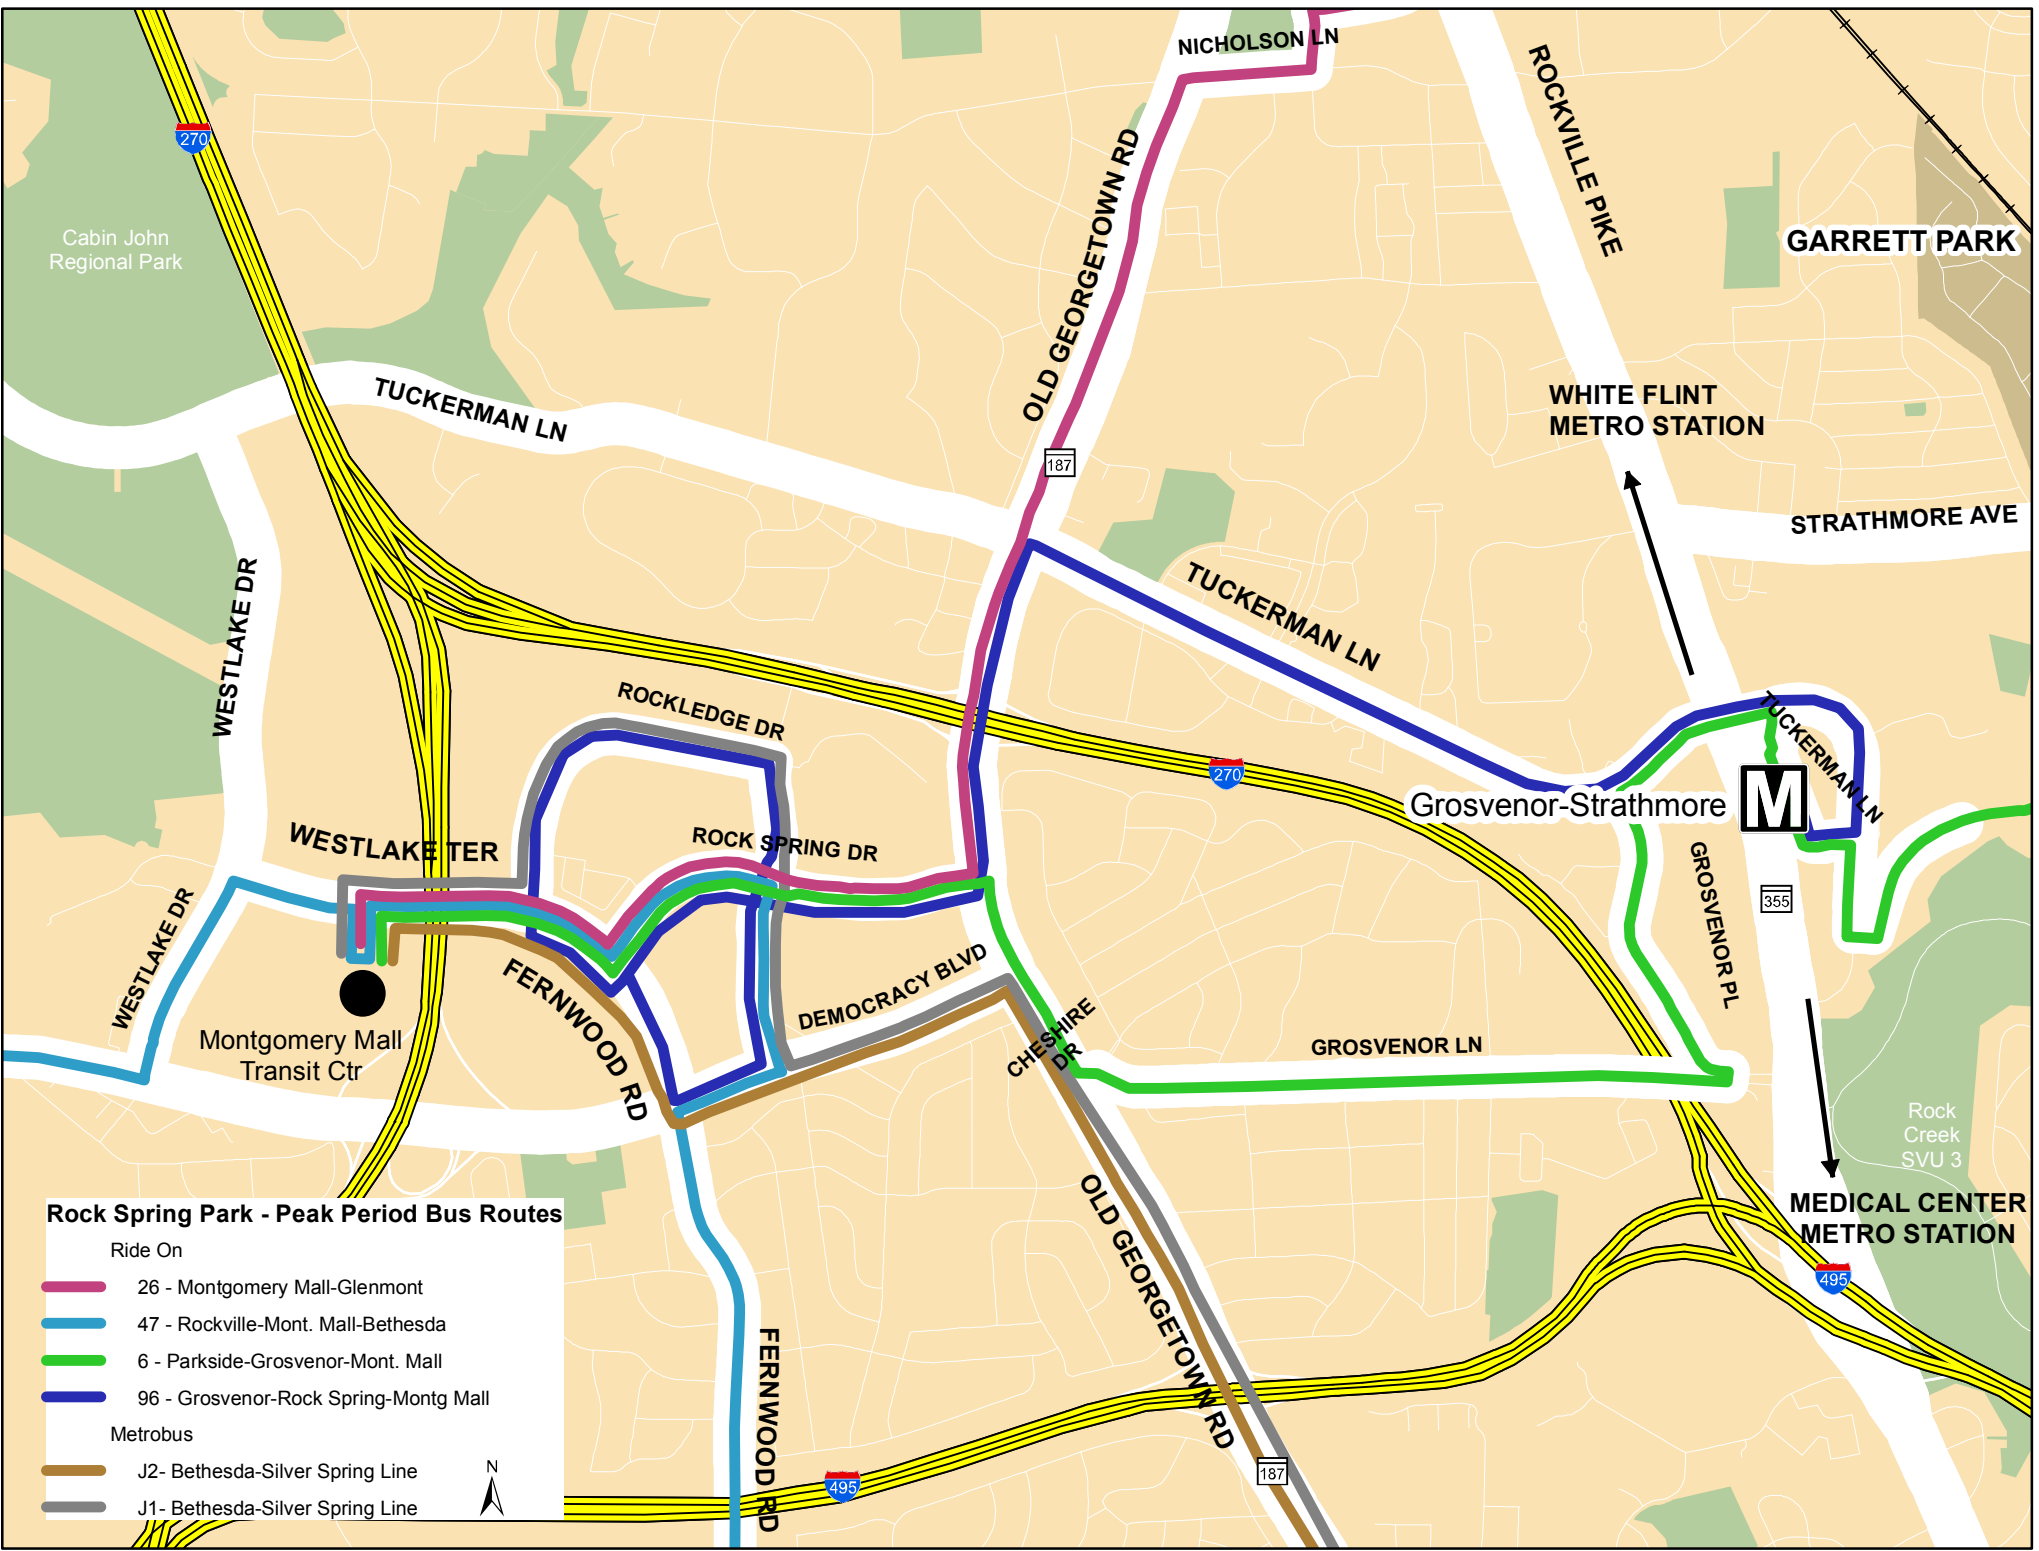 NICHOLSON LN
ROCKVILLE PIKE
270
OLD GEORGETOWN RD
Cabin John
Regional Park
GARRETT PARK
TUCKERMAN LN
WHITE FLINT
METRO STATION
187
STRATHMORE AVE
WESTLAKE DR
TUCKERMAN LN
ROCKLEDGE DR
TUCKERMAN LN
270
Grosvenor-Strathmore
M
WESTLAKE TER
ROCK SPRING DR
GROSVENOR PL
355
WESTLAKE DR
FERNWOOD RD
DEMOCRACY BLVD
CHESHIRE
DR
GROSVENOR LN
Montgomery Mall
Transit Ctr
Rock
Creek
SVU 3
OLD GEORGETOWN RD
MEDICAL CENTER
METRO STATION
495
Rock Spring Park - Peak Period Bus Routes
Ride On
26 - Montgomery Mall-Glenmont
47 - Rockville-Mont. Mall-Bethesda
6 - Parkside-Grosvenor-Mont. Mall
96 - Grosvenor-Rock Spring-Montg Mall
Metrobus
J2- Bethesda-Silver Spring Line
J1- Bethesda-Silver Spring Line
N
FERNWOOD RD
495
187